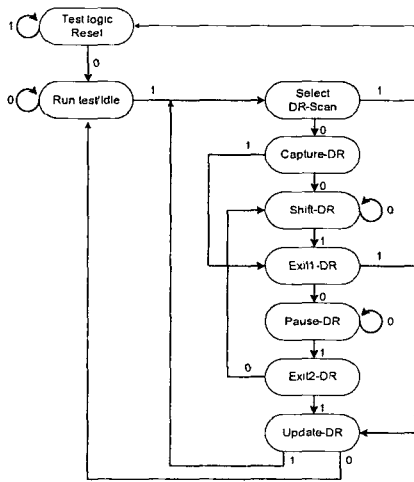 Test logic
Reset
1
0
0
Run test/Idle
1
Select
DR-Scan
1
0
1
Capture-DR
0
Shift-DR
0
1
Exit1-DR
1
0
Pause-DR
0
1
0
Exit2-DR
1
Update-DR
1
0